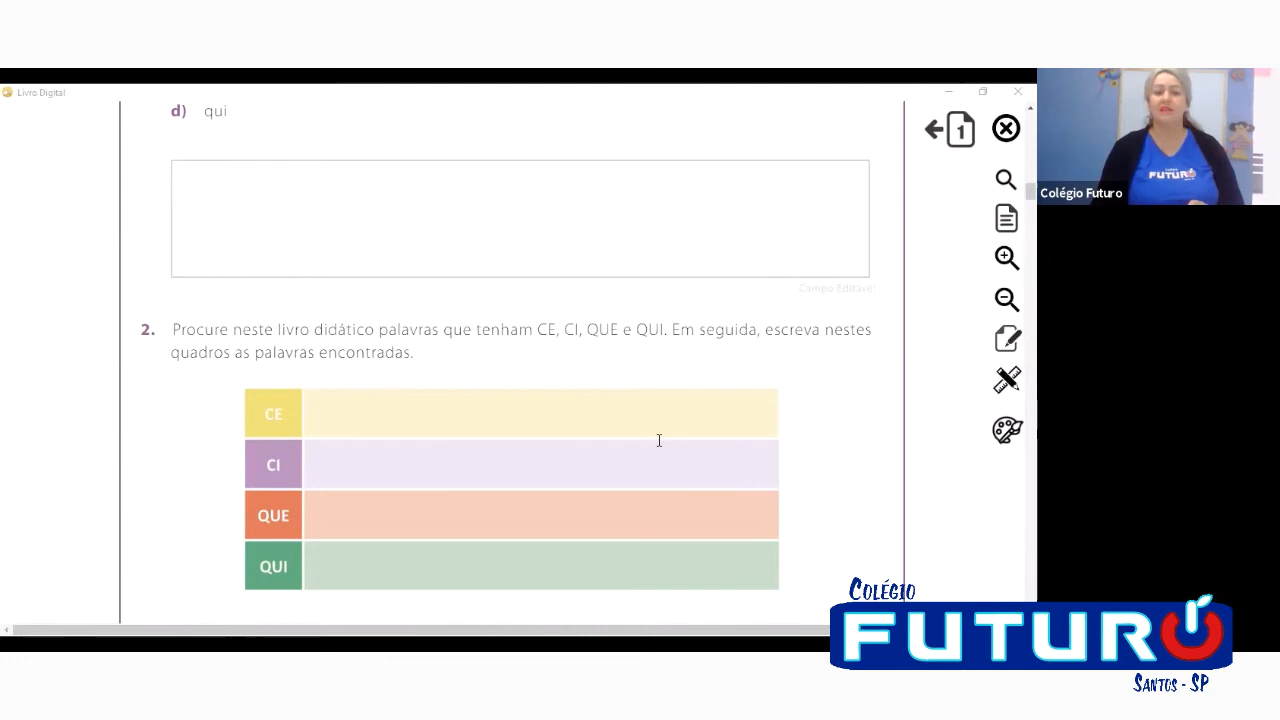 Livro Digital
d) qui
1
Campo Editável
2. Procure neste livro didático palavras que tenham CE, CI, QUE e QUI. Em seguida, escreva nestes
quadros as palavras encontradas.
CE
CI
QUE
QUI
Colégio Futuro
FUTURO
COLÉGIO
FUTURO
SANTOS - SP